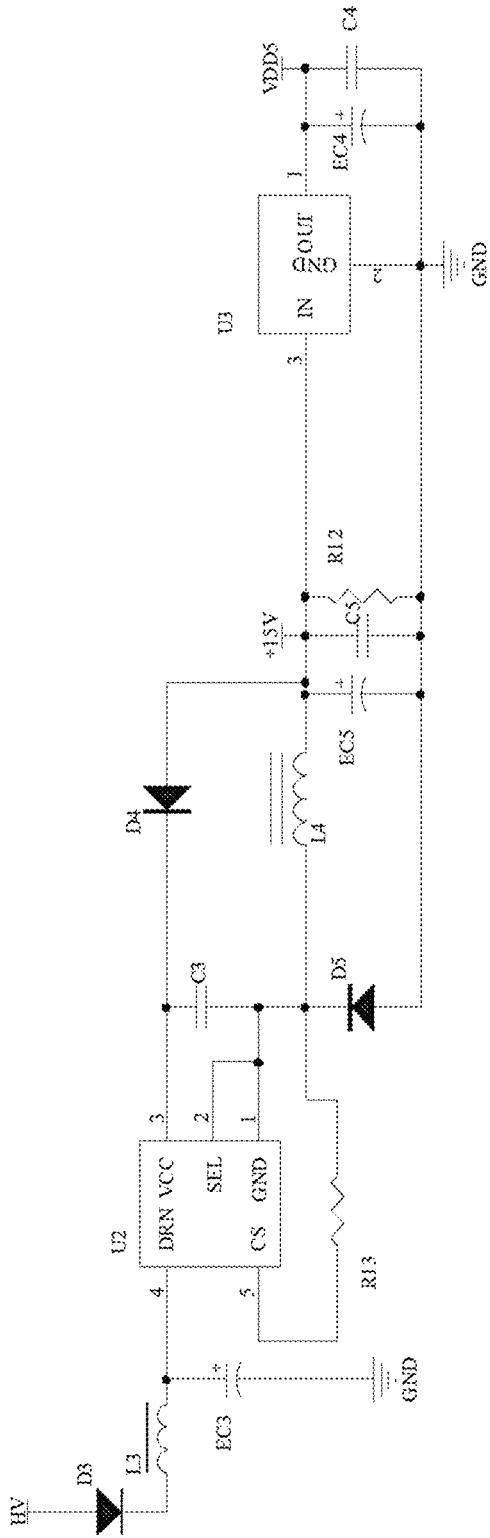 HV
D3
L3
EC3
GND
4
5
U2
DRN VCC
SEL
CS GND
3
2
1
R13
C3
D4
D5
L4
EC5
+15V
C5
R12
U3
3
IN
GND
OUT
2
1
VDD5
EC4
C4
GND